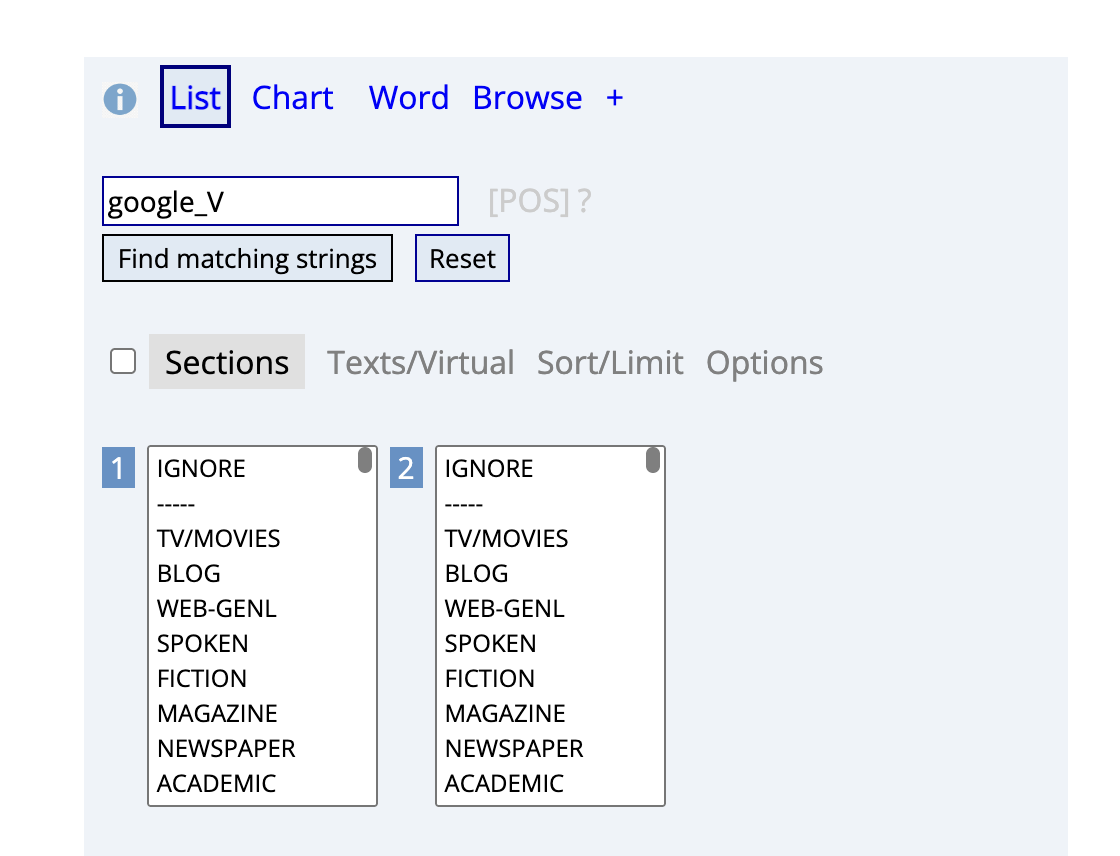 List Chart Word Browse +
google_V [POS] ?
Find matching strings Reset
Sections Texts/Virtual Sort/Limit Options
1 IGNORE 2 IGNORE
----- -----
TV/MOVIES TV/MOVIES
BLOG BLOG
WEB-GENL WEB-GENL
SPOKEN SPOKEN
FICTION FICTION
MAGAZINE MAGAZINE
NEWSPAPER NEWSPAPER
ACADEMIC ACADEMIC